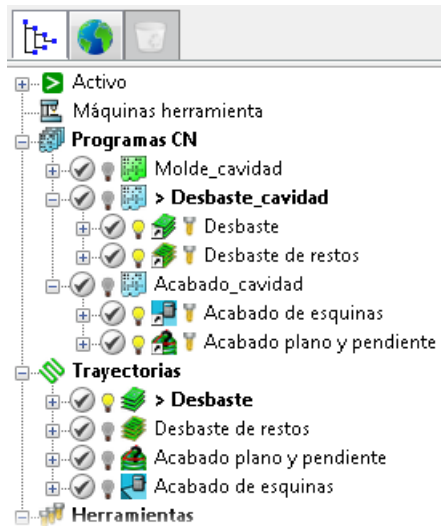 Activo
Máquinas herramienta
Programas CN
Molde_cavidad
> Desbaste_cavidad
Desbaste
Desbaste de restos
Acabado_cavidad
Acabado de esquinas
Acabado plano y pendiente
Trayectorias
> Desbaste
Desbaste de restos
Acabado plano y pendiente
Acabado de esquinas
Herramientas